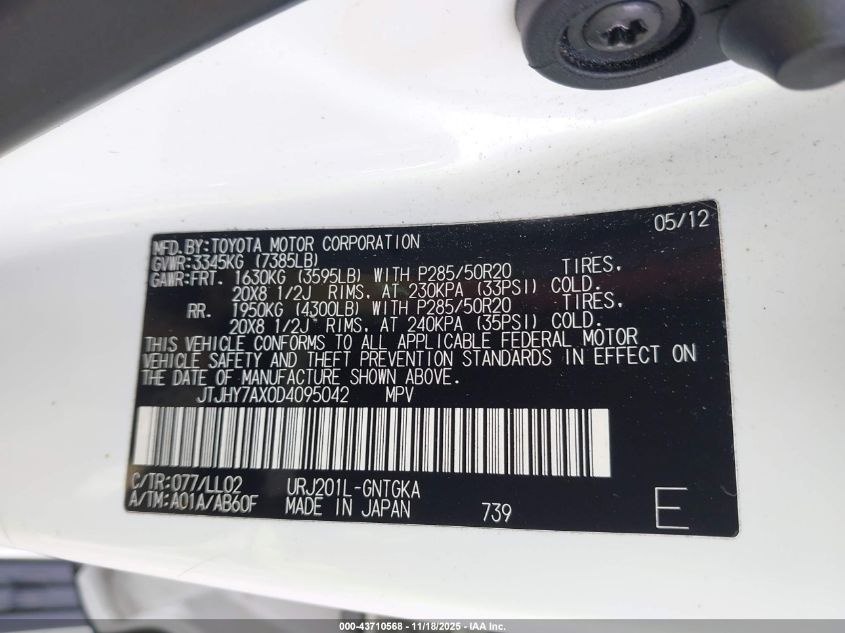 05/12
MFD. BY:TOYOTA MOTOR CORPORATION
GVWR:3345KG (7385LB)
GAWR:FRT. 1630KG (3595LB) WITH P285/50R20 TIRES,
20X8 1/2J RIMS, AT 230KPA (33PSI) COLD.
RR. 1950KG (4300LB) WITH P285/50R20 TIRES,
20X8 1/2J RIMS, AT 240KPA (35PSI) COLD.
THIS VEHICLE CONFORMS TO ALL APPLICABLE FEDERAL MOTOR
VEHICLE SAFETY AND THEFT PREVENTION STANDARDS IN EFFECT ON
THE DATE OF MANUFACTURE SHOWN ABOVE.
JTJHY7AX0D4095042 MPV
C/TR:077/LL02 URJ201L-GNTGKA
A/TM:A01A/AB60F MADE IN JAPAN 739 E
000-43710568 - 11/18/2025 - IAA Inc.